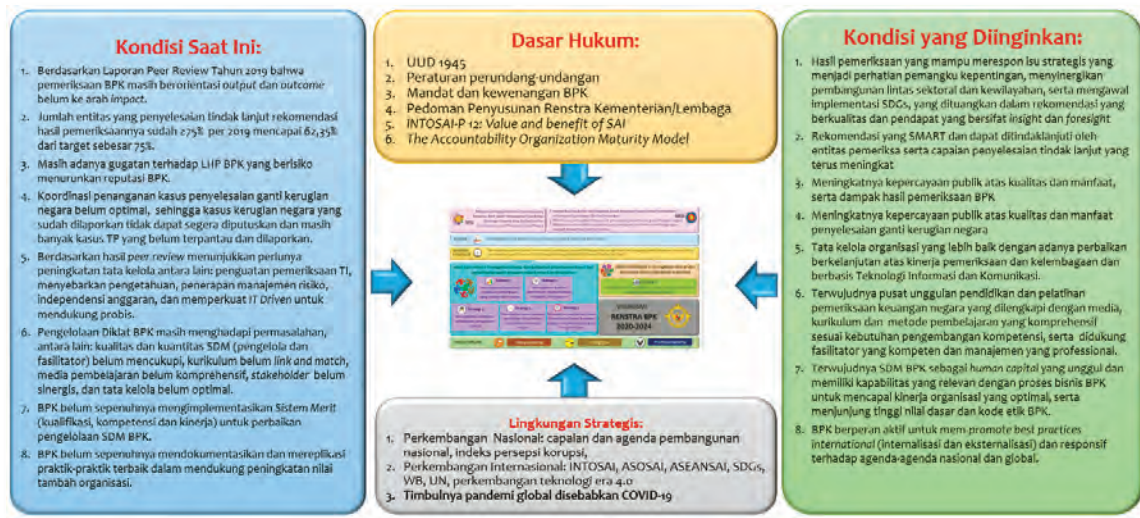 Kondisi Saat Ini:
1. Berdasarkan Laporan Peer Review Tahun 2019 bahwa
pemeriksaan BPK masih berorientasi output dan outcome
belum ke arah impact.
2. Jumlah entitas yang penyelesaian tindak lanjut rekomendasi
hasil pemeriksaannya sudah ≥75% per 2019 mencapai 62,35%
dari target sebesar 75%.
3. Masih adanya gugatan terhadap LHP BPK yang berisiko
menurunkan reputasi BPK.
4. Koordinasi penanganan kasus penyelesaian ganti kerugian
negara belum optimal, sehingga kasus kerugian negara yang
sudah dilaporkan tidak dapat segera diputuskan dan masih
banyak kasus TP yang belum terpantau dan dilaporkan.
5. Berdasarkan hasil peer review menunjukkan perlunya
peningkatan tata kelola antara lain: penguatan pemeriksaan TI,
menyebarkan pengetahuan, penerapan manajemen risiko,
independensi anggaran, dan memperkuat IT Driven untuk
mendukung probis.
6. Pengelolaan Diklat BPK masih menghadapi permasalahan,
antara lain: kualitas dan kuantitas SDM (pengelola dan
fasilitator) belum mencukupi, kurikulum belum link and match,
media pembelajaran belum komprehensif, stakeholder belum
sinergis, dan tata kelola belum optimal.
7. BPK belum sepenuhnya mengimplementasikan Sistem Merit
(kualifikasi, kompetensi dan kinerja) untuk perbaikan
pengelolaan SDM BPK.
8. BPK belum sepenuhnya mendokumentasikan dan mereplikasi
praktik-praktik terbaik dalam mendukung peningkatan nilai
tambah organisasi.
Dasar Hukum:
1. UUD 1945
2. Peraturan perundang-undangan
3. Mandat dan kewenangan BPK
4. Pedoman Penyusunan Renstra Kementerian/Lembaga
5. INTOSAI-P 12: Value and benefit of SAI
6. The Accountability Organization Maturity Model
RENSTRA BPK
2020-2024
Lingkungan Strategis:
1. Perkembangan Nasional: capaian dan agenda pembangunan
nasional, indeks persepsi korupsi,
2. Perkembangan Internasional: INTOSAI, ASOSAI, ASEANSAI, SDGs,
WB, UN, perkembangan teknologi era 4.0
3. Timbulnya pandemi global disebabkan COVID-19
Kondisi yang Diinginkan:
1. Hasil pemeriksaan yang mampu merespon isu strategis yang
menjadi perhatian pemangku kepentingan, menyinergikan
pembangunan lintas sektoral dan kewilayahan, serta mengawal
implementasi SDGs, yang dituangkan dalam rekomendasi yang
berkualitas dan pendapat yang bersifat insight dan foresight
2. Rekomendasi yang SMART dan dapat ditindaklanjuti oleh
entitas pemeriksa serta capaian penyelesaian tindak lanjut yang
terus meningkat
3. Meningkatnya kepercayaan publik atas kualitas dan manfaat,
serta dampak hasil pemeriksaan BPK
4. Meningkatnya kepercayaan publik atas kualitas dan manfaat
penyelesaian ganti kerugian negara
5. Tata kelola organisasi yang lebih baik dengan adanya perbaikan
berkelanjutan atas kinerja pemeriksaan dan kelembagaan dan
berbasis Teknologi Informasi dan Komunikasi.
6. Terwujudnya pusat unggulan pendidikan dan pelatihan
pemeriksaan keuangan negara yang dilengkapi dengan media,
kurikulum dan metode pembelajaran yang komprehensif
sesuai kebutuhan pengembangan kompetensi, serta didukung
fasilitator yang kompeten dan manajemen yang professional.
7. Terwujudnya SDM BPK sebagai human capital yang unggul dan
memiliki kapabilitas yang relevan dengan proses bisnis BPK
untuk mencapai kinerja organisasi yang optimal, serta
menjunjung tinggi nilai dasar dan kode etik BPK.
8. BPK berperan aktif untuk mem-promote best practices
international (internalisasi dan eksternalisasi) dan responsif
terhadap agenda-agenda nasional dan global.